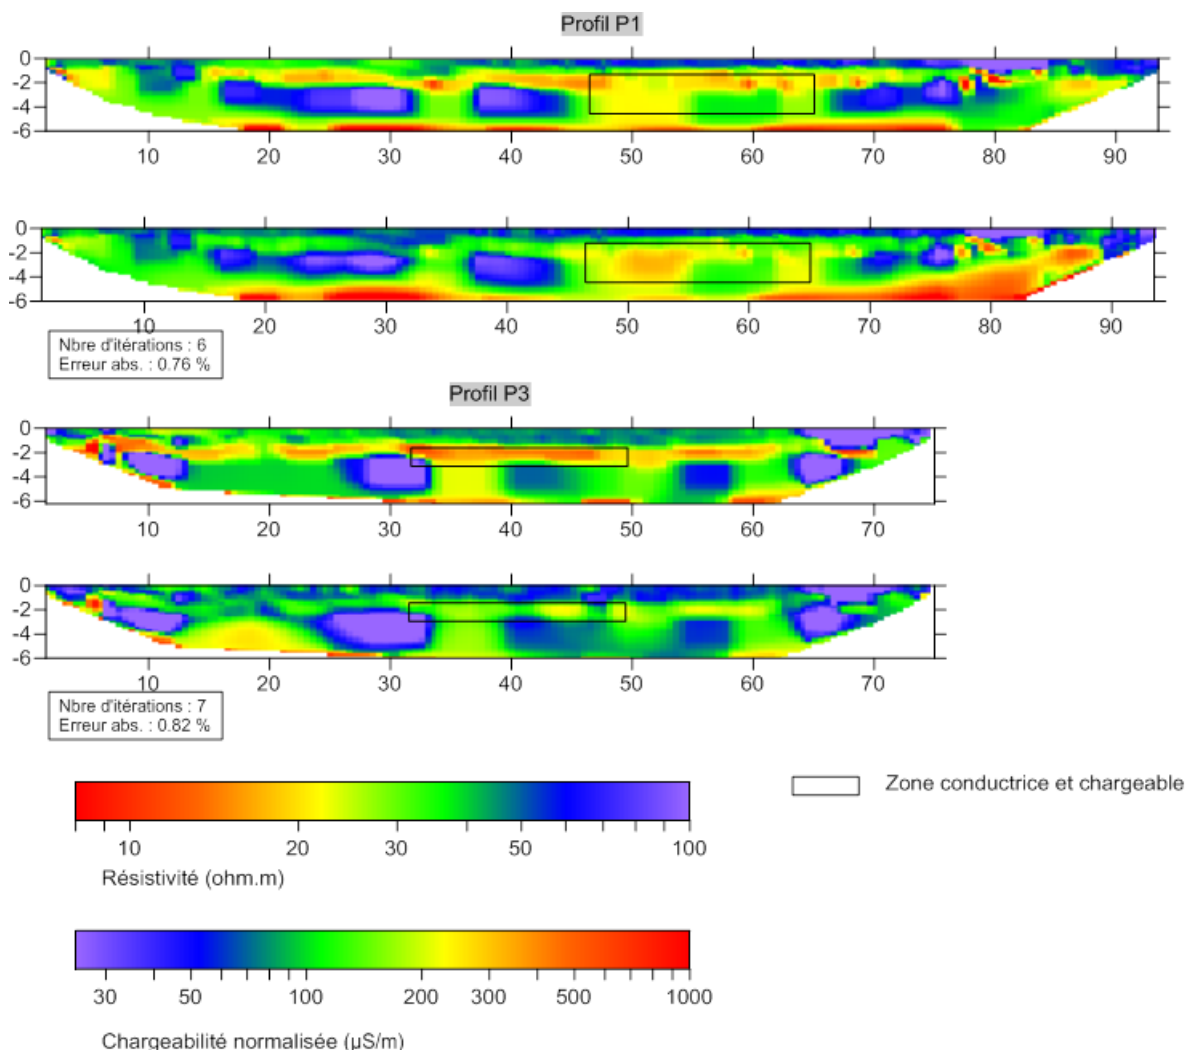 Profil P1
0
-2
-4
-6
10 20 30 40 50 60 70 80 90
0
-2
-4
-6
10 20 30 40 50 60 70 80 90
Nbre d'itérations : 6
Erreur abs. : 0.76 %
Profil P3
0
-2
-4
-6
10 20 30 40 50 60 70
0
-2
-4
-6
10 20 30 40 50 60 70
Nbre d'itérations : 7
Erreur abs. : 0.82 %
Zone conductrice et chargeable
10 20 30 50 100
Résistivité (ohm.m)
30 50 100 200 300 500 1000
Chargeabilité normalisée (µS/m)